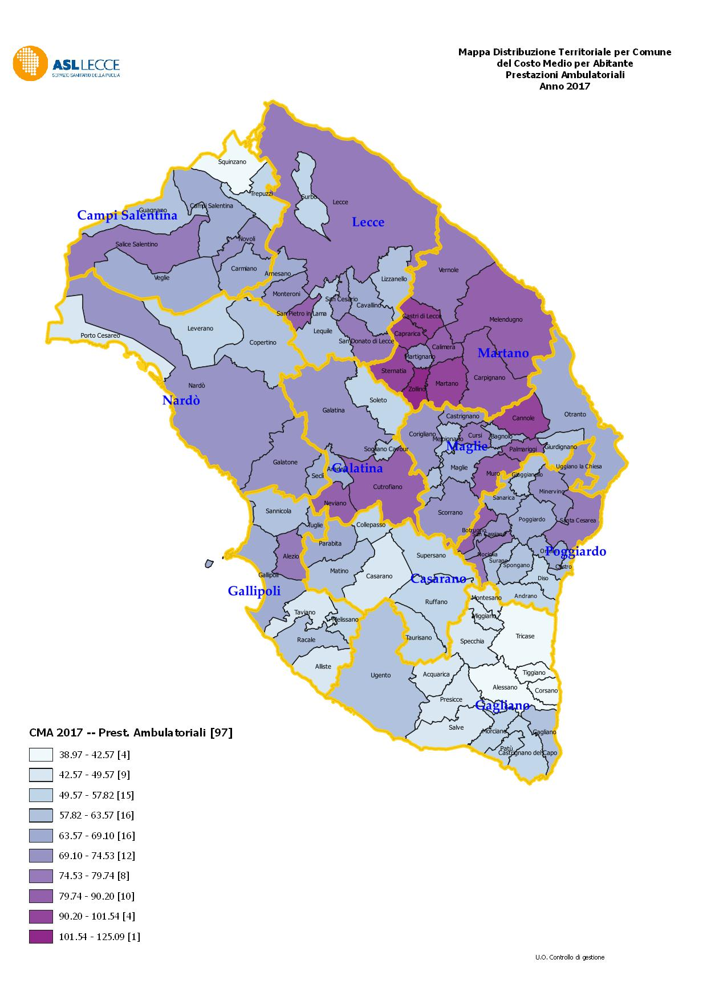 ASL LECCE
SERVIZIO SANITARIO DELLA PUGLIA
Mappa Distribuzione Territoriale per Comune
del Costo Medio per Abitante
Prestazioni Ambulatoriali
Anno 2017
Squinzano
Trepuzzi
Surbo
Lecce
Guagnano
Campi Salentina
Campi Salentina
Lecce
Novoli
Salice Salentino
Carmiano
Vernole
Arnesano
Veglie
Lizzanello
Monteroni
San Cesario
Cavallino
San Pietro in Lama
Castri di Lecce
Melendugno
Leverano
Lequile
Caprarica
Porto Cesareo
Copertino
San Donato di Lecce
Calimera
Martano
Martignano
Sternatia
Carpignano
Nardò
Martano
Zollino
Nardò
Soleto
Galatina
Otranto
Castrignano
Cannole
Corigliano
Cursi
Bagnolo
Melpignano
Maglie
Giurdignano
Sogliano Cavour
Palmariggi
Galatone
Uggiano la Chiesa
Aradeo
Galatina
Maglie
Seclì
Muro
Giuggianello
Cutrofiano
Minervino
Sanarica
Neviano
Sannicola
Scorrano
Poggiardo
Santa Cesarea
Tuglie
Collepasso
Botrugno
San Cassiano
Parabita
Poggiardo
Alezio
Supersano
Nociglia
Surano
Spongano
Castro
Matino
Gallipoli
Casarano
Casarano
Diso
Gallipoli
Andrano
Montesano
Ruffano
Taviano
Miggiano
Melissano
Tricase
Taurisano
Racale
Specchia
Alliste
Ugento
Acquarica
Tiggiano
Alessano
Corsano
Presicce
Gagliano
Salve
Morciano
Gagliano
Patù
Castrignano del Capo
CMA 2017 -- Prest. Ambulatoriali [97]
38.97 - 42.57 [4]
42.57 - 49.57 [9]
49.57 - 57.82 [15]
57.82 - 63.57 [16]
63.57 - 69.10 [16]
69.10 - 74.53 [12]
74.53 - 79.74 [8]
79.74 - 90.20 [10]
90.20 - 101.54 [4]
101.54 - 125.09 [1]
U.O. Controllo di gestione